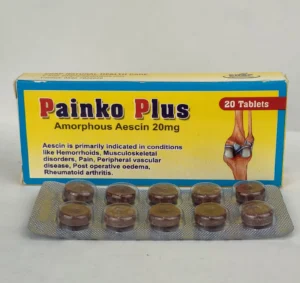 Painko Plus
20 Tablets
Amorphous Aescin 20mg
Aescin is primarily indicated in conditione
like Hemorrhoids, Musculoskeletal
disorders, Pain, Peripheral vascular
disease, Post operative oedema,
Rheumatoid arthritis.